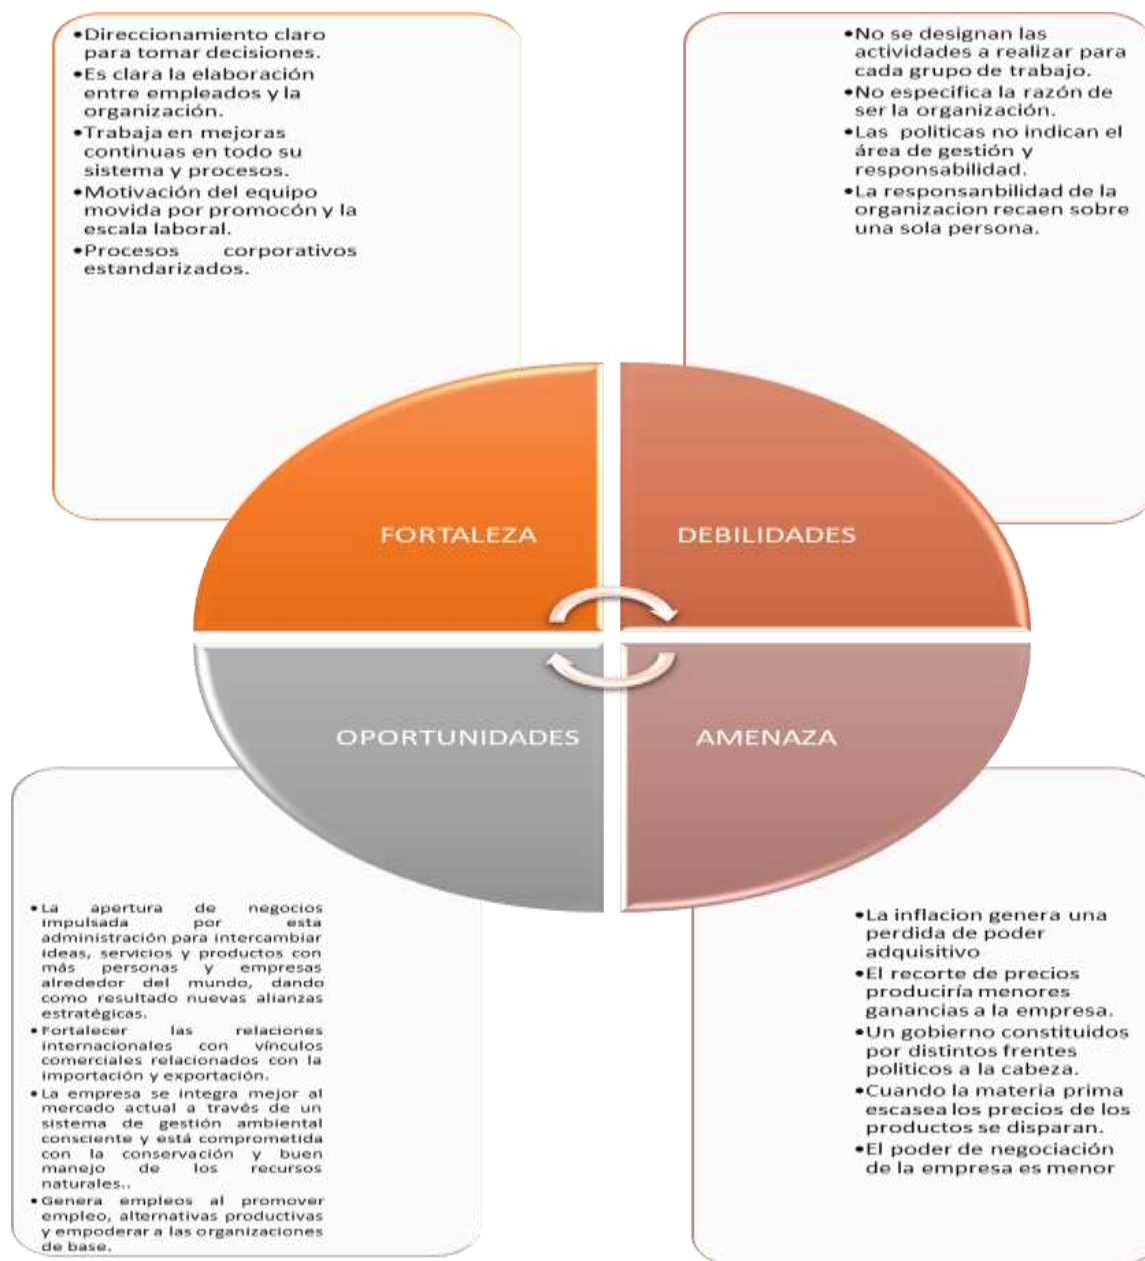 •Direccionamiento claro
para tomar decisiones.
•Es clara la elaboración
entre empleados y la
organización.
•Trabaja en mejoras
continuas en todo su
sistema y procesos.
•Motivación del equipo
movida por promocón y la
escala laboral.
•Procesos corporativos
estandarizados.
•No se designan las
actividades a realizar para
cada grupo de trabajo.
•No especifica la razón de
ser la organización.
•Las politicas no indican el
área de gestión y
responsabilidad.
•La responsanbilidad de la
organizacion recaen sobre
una sola persona.
FORTALEZA
DEBILIDADES
OPORTUNIDADES
AMENAZA
•La apertura de negocios
impulsada por esta
administración para intercambiar
ideas, servicios y productos con
más personas y empresas
alrededor del mundo, dando
como resultado nuevas alianzas
estratégicas.
•Fortalecer las relaciones
internacionales con vínculos
comerciales relacionados con la
importación y exportación.
•La empresa se integra mejor al
mercado actual a través de un
sistema de gestión ambiental
consciente y está comprometida
con la conservación y buen
manejo de los recursos
naturales..
•Genera empleos al promover
empleo, alternativas productivas
y empoderar a las organizaciones
de base.
•La inflacion genera una
perdida de poder
adquisitivo
•El recorte de precios
produciría menores
ganancias a la empresa.
•Un gobierno constituidos
por distintos frentes
politicos a la cabeza.
•Cuando la materia prima
escasea los precios de los
productos se disparan.
•El poder de negociación
de la empresa es menor